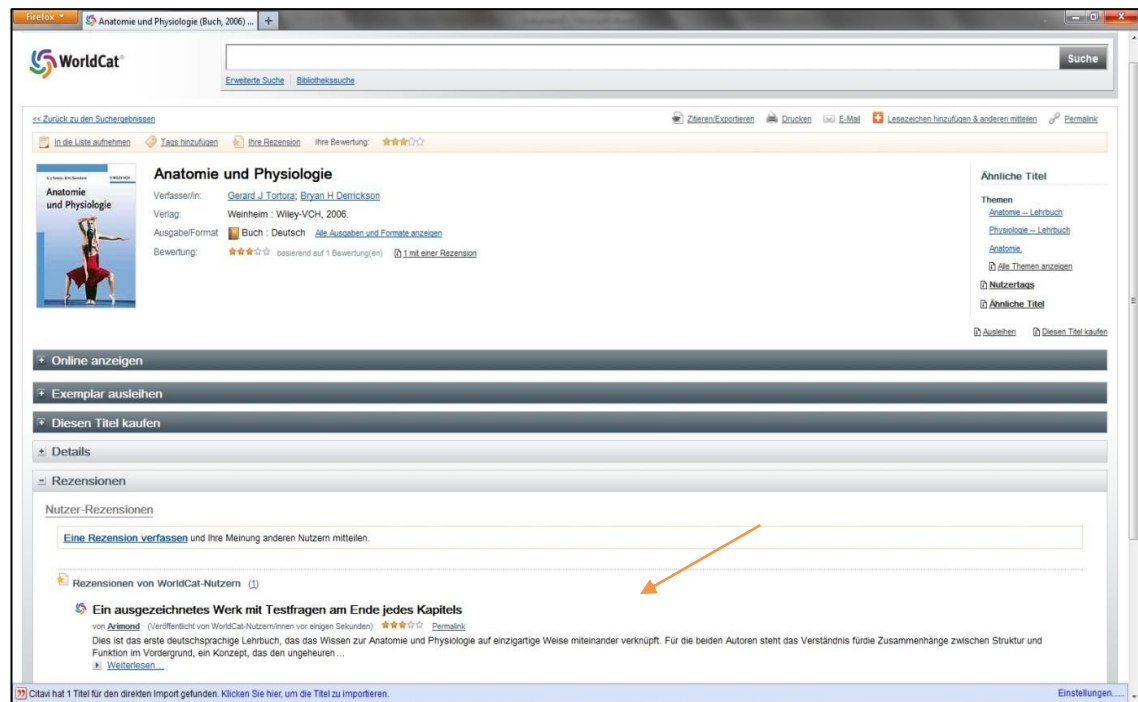 Firefox
Anatomie und Physiologie (Buch, 2006) ... +
WorldCat®
Suche
Erweiterte Suche Bibliothekssuche
<< Zurück zu den Suchergebnissen Zitieren/Exportieren Drucken E-Mail Lesezeichen hinzufügen & anderen mitteilen Permalink
In die Liste aufnehmen Tags hinzufügen Ihre Rezension Ihre Bewertung:
Anatomie und Physiologie
Verfasser/in: Gerard J Tortora; Bryan H Derrickson
Verlag: Weinheim : Wiley-VCH, 2006.
Ausgabe/Format Buch : Deutsch Alle Ausgaben und Formate anzeigen
Bewertung: basierend auf 1 Bewertung(en) 1 mit einer Rezension
Anatomie
und Physiologie
Ähnliche Titel
Themen
Anatomie -- Lehrbuch
Physiologie -- Lehrbuch
Anatomie.
Alle Themen anzeigen
Nutzertags
Ähnliche Titel
Ausleihen Diesen Titel kaufen
Online anzeigen
Exemplar ausleihen
Diesen Titel kaufen
Details
Rezensionen
Nutzer-Rezensionen
Eine Rezension verfassen und Ihre Meinung anderen Nutzern mitteilen.
Rezensionen von WorldCat-Nutzern (1)
Ein ausgezeichnetes Werk mit Testfragen am Ende jedes Kapitels
von Arimond (Veröffentlicht von WorldCat-Nutzern/innen vor einigen Sekunden) Permalink
Dies ist das erste deutschsprachige Lehrbuch, das das Wissen zur Anatomie und Physiologie auf einzigartige Weise miteinander verknüpft. Für die beiden Autoren steht das Verständnis fürdie Zusammenhänge zwischen Struktur und
Funktion im Vordergrund, ein Konzept, das den ungeheuren ...
Weiterlesen...
Citavi hat 1 Titel für den direkten Import gefunden. Klicken Sie hier, um die Titel zu importieren. Einstellungen.....